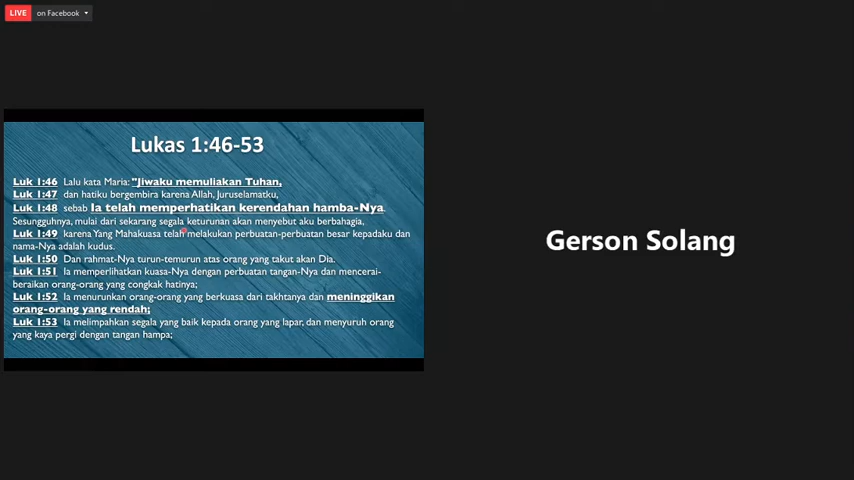 LIVE on Facebook
Lukas 1:46-53
Luk 1:46 Lalu kata Maria: "Jiwaku memuliakan Tuhan,
Luk 1:47 dan hatiku bergembira karena Allah, Juruselamatku,
Luk 1:48 sebab Ia telah memperhatikan kerendahan hamba-Nya.
Sesungguhnya, mulai dari sekarang segala keturunan akan menyebut aku berbahagia,
Luk 1:49 karena Yang Mahakuasa telah melakukan perbuatan-perbuatan besar kepadaku dan
nama-Nya adalah kudus.
Luk 1:50 Dan rahmat-Nya turun-temurun atas orang yang takut akan Dia.
Luk 1:51 Ia memperlihatkan kuasa-Nya dengan perbuatan tangan-Nya dan mencerai-
beraikan orang-orang yang congkak hatinya;
Luk 1:52 Ia menurunkan orang-orang yang berkuasa dari takhtanya dan meninggikan
orang-orang yang rendah;
Luk 1:53 Ia melimpahkan segala yang baik kepada orang yang lapar, dan menyuruh orang
yang kaya pergi dengan tangan hampa;
Gerson Solang